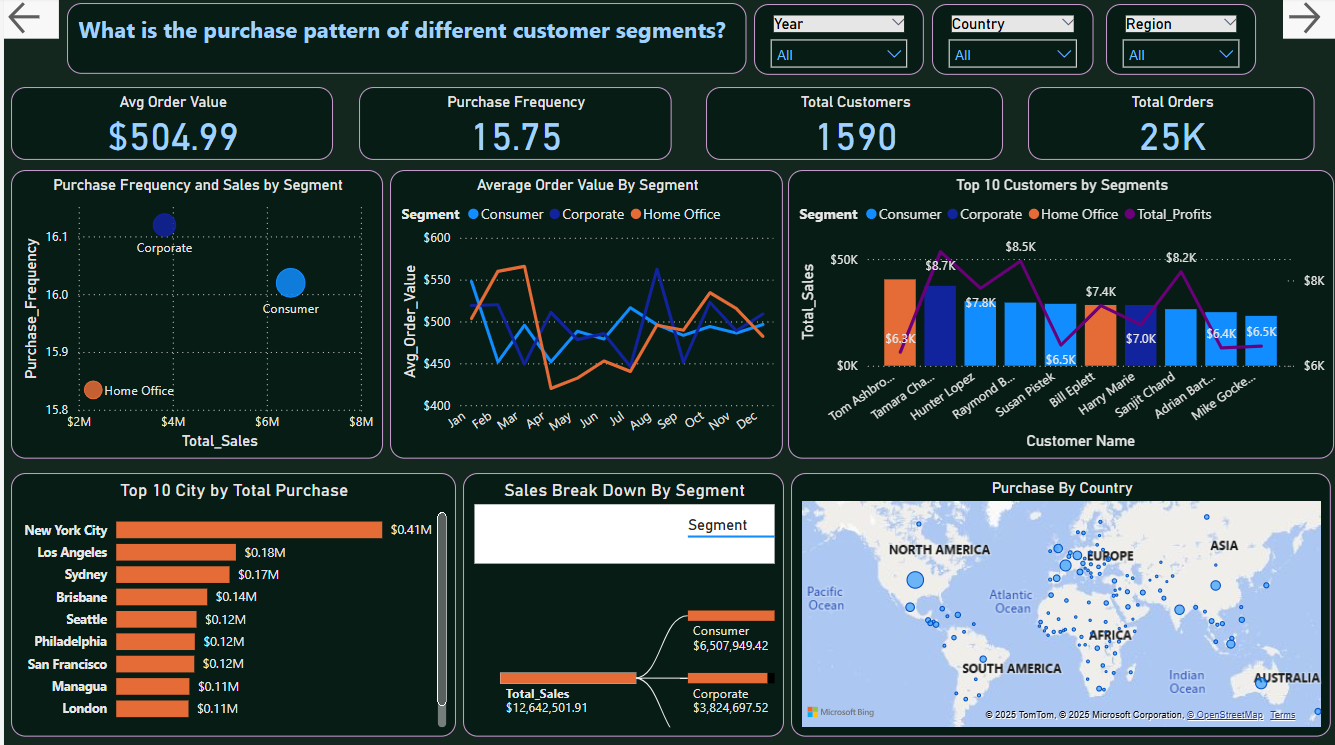 What is the purchase pattern of different customer segments?
Year
All
Country
All
Region
All
Avg Order Value
$504.99
Purchase Frequency
15.75
Total Customers
1590
Total Orders
25K
Purchase Frequency and Sales by Segment
Purchase_Frequency
16.1
16.0
15.9
15.8
Corporate
Consumer
Home Office
$2M $4M $6M $8M
Total_Sales
Average Order Value By Segment
Segment Consumer Corporate Home Office
Avg_Order_Value
$600
$550
$500
$450
$400
Jan Feb Mar Apr May Jun Jul Aug Sep Oct Nov Dec
Top 10 Customers by Segments
Segment Consumer Corporate Home Office Total_Profits
Total_Sales
$50K
$0K
$8K
$6K
$6.3K $8.7K $7.8K $8.5K $6.5K $7.4K $7.0K $8.2K $6.4K $6.5K
Tom Ashbro... Tamara Cha... Hunter Lopez Raymond B... Susan Pistek Bill Eplett Harry Marie Sanjit Chand Adrian Bart... Mike Gocke...
Customer Name
Top 10 City by Total Purchase
New York City $0.41M
Los Angeles $0.18M
Sydney $0.17M
Brisbane $0.14M
Seattle $0.12M
Philadelphia $0.12M
San Francisco $0.12M
Managua $0.11M
London $0.11M
Sales Break Down By Segment
Segment
Total_Sales
$12,642,501.91
Consumer
$6,507,949.42
Corporate
$3,824,697.52
Purchase By Country
NORTH AMERICA
EUROPE
ASIA
Pacific
Ocean
Atlantic
Ocean
AFRICA
SOUTH AMERICA
Indian
Ocean
AUSTRALIA
Microsoft Bing
© 2025 TomTom, © 2025 Microsoft Corporation, © OpenStreetMap Terms